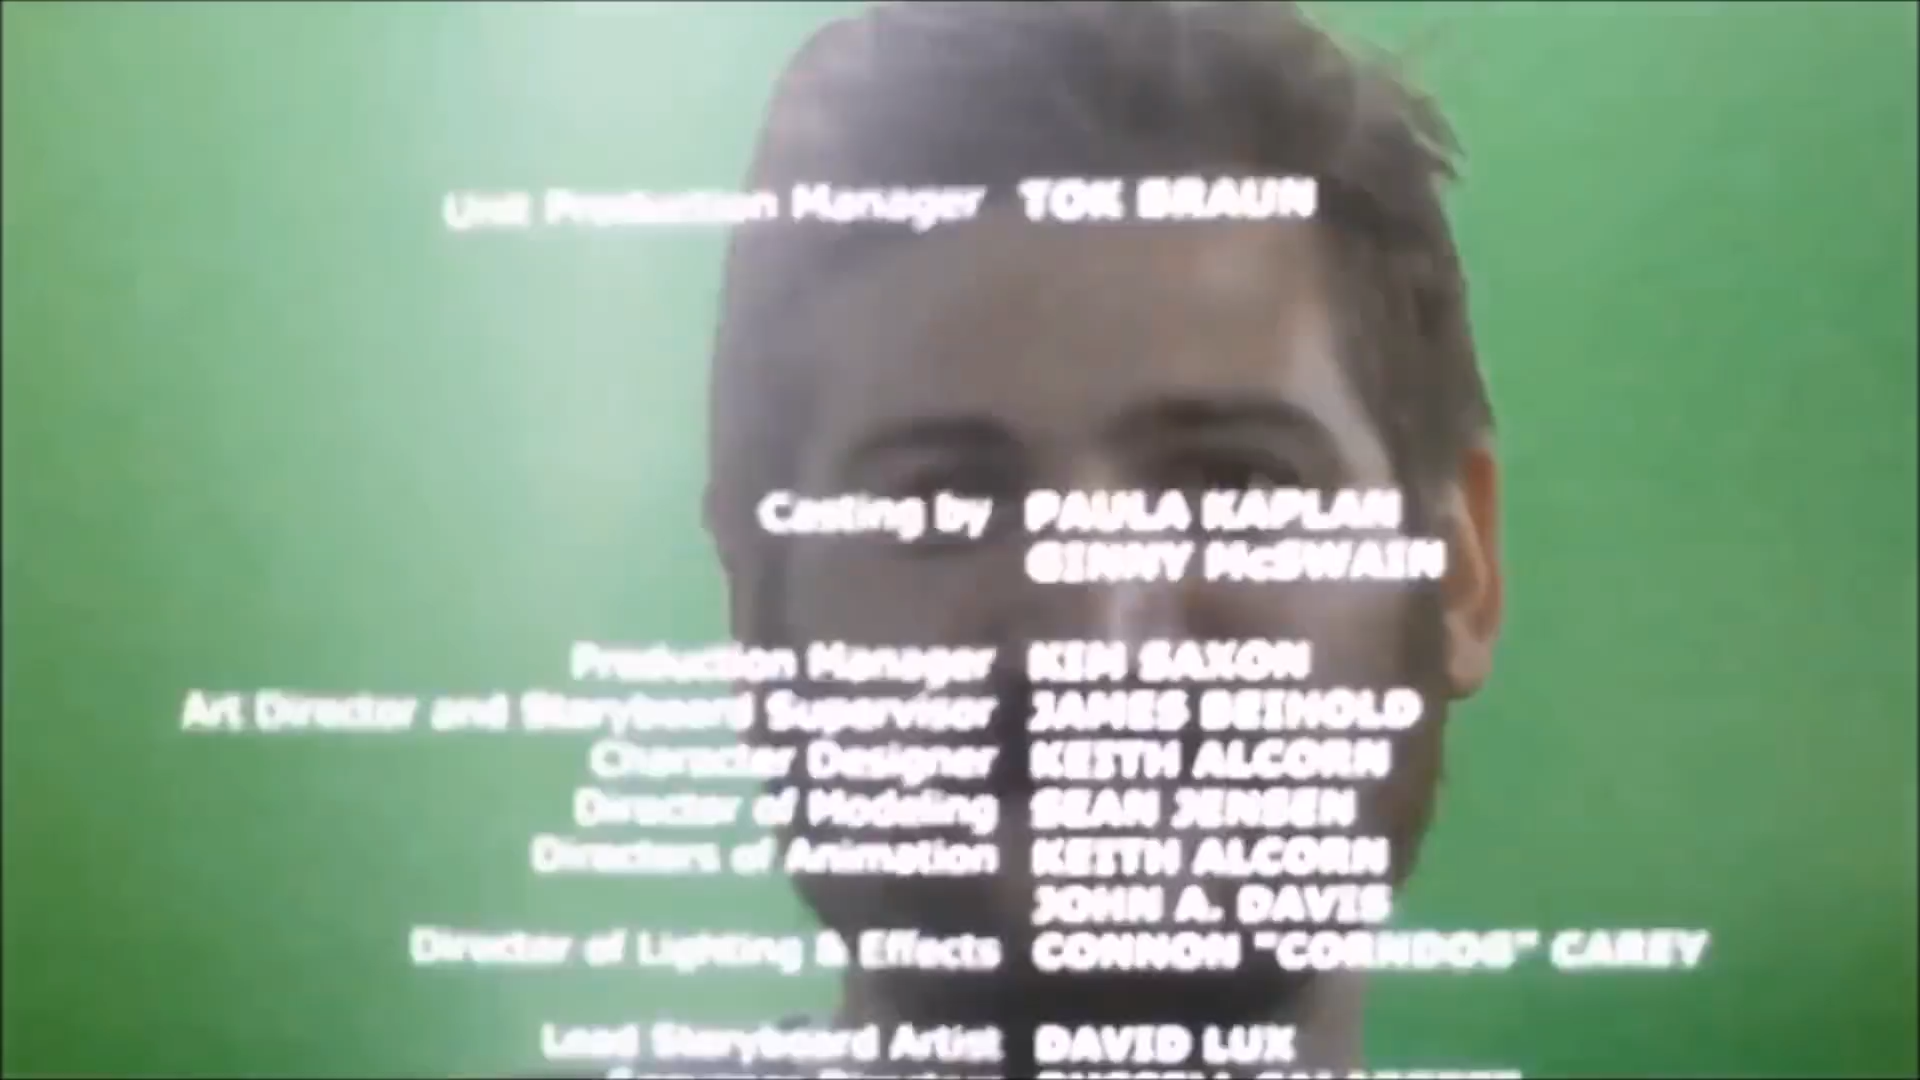 Unit Production Manager TOK BRAUN
Casting by PAULA KAPLAN
GINNY McSWAIN
Production Manager KIM SAXON
Art Director and Storyboard Supervisor JAMES BEIHOLD
Character Designer KEITH ALCORN
Director of Modeling SEAN JENSEN
Directors of Animation KEITH ALCORN
JOHN A. DAVIS
Director of Lighting & Effects CONNON "CORNDOG" CAREY
Lead Storyboard Artist DAVID LUX